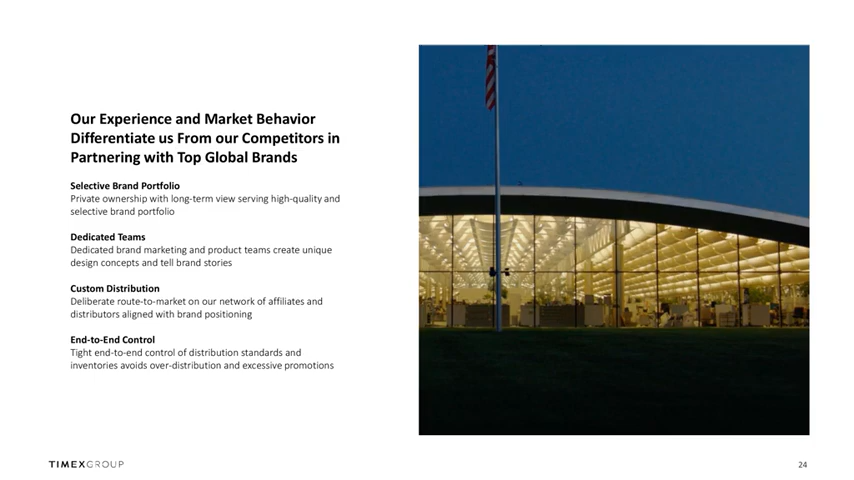 Our Experience and Market Behavior
Differentiate us From our Competitors in
Partnering with Top Global Brands
Selective Brand Portfolio
Private ownership with long-term view serving high-quality and
selective brand portfolio
Dedicated Teams
Dedicated brand marketing and product teams create unique
design concepts and tell brand stories
Custom Distribution
Deliberate route-to-market on our network of affiliates and
distributors aligned with brand positioning
End-to-End Control
Tight end-to-end control of distribution standards and
inventories avoids over-distribution and excessive promotions
TIMEXGROUP
24